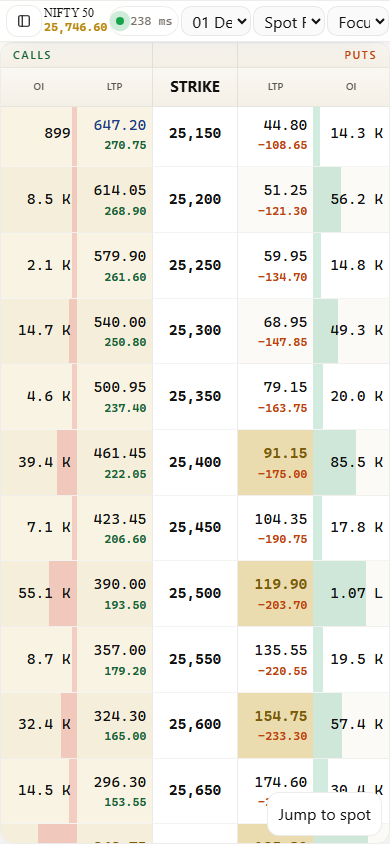 NIFTY 50
25,746.60
238 ms
01 De
Spot F
Focu
CALLS
PUTS
OI LTP STRIKE LTP OI
899 647.20 25,150 44.80 14.3 K
270.75 −108.65
8.5 K 614.05 25,200 51.25 56.2 K
268.90 −121.30
2.1 K 579.90 25,250 59.95 14.8 K
261.60 −134.70
14.7 K 540.00 25,300 68.95 49.3 K
250.80 −147.85
4.6 K 500.95 25,350 79.15 20.0 K
237.40 −163.75
39.4 K 461.45 25,400 91.15 85.5 K
222.05 −175.00
7.1 K 423.45 25,450 104.35 17.8 K
206.60 −190.75
55.1 K 390.00 25,500 119.90 1.07 L
193.50 −203.70
8.7 K 357.00 25,550 135.55 19.5 K
179.20 −220.55
32.4 K 324.30 25,600 154.75 57.4 K
165.00 −233.30
14.5 K 296.30 25,650 174.60 30.4 K
153.55
Jump to spot